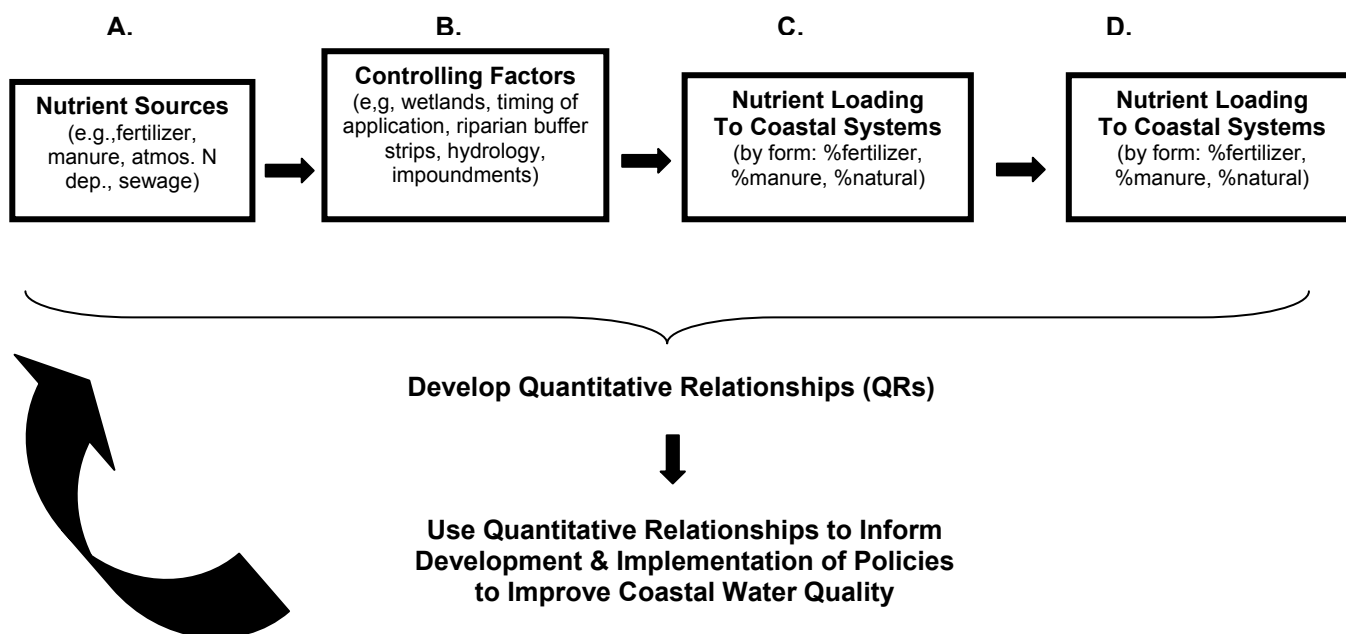 A.
B.
C.
D.
Nutrient Sources
(e.g.,fertilizer,
manure, atmos. N
dep., sewage)
Controlling Factors
(e,g, wetlands, timing of
application, riparian buffer
strips, hydrology,
impoundments)
Nutrient Loading
To Coastal Systems
(by form: %fertilizer,
%manure, %natural)
Nutrient Loading
To Coastal Systems
(by form: %fertilizer,
%manure, %natural)
Develop Quantitative Relationships (QRs)
Use Quantitative Relationships to Inform
Development & Implementation of Policies
to Improve Coastal Water Quality